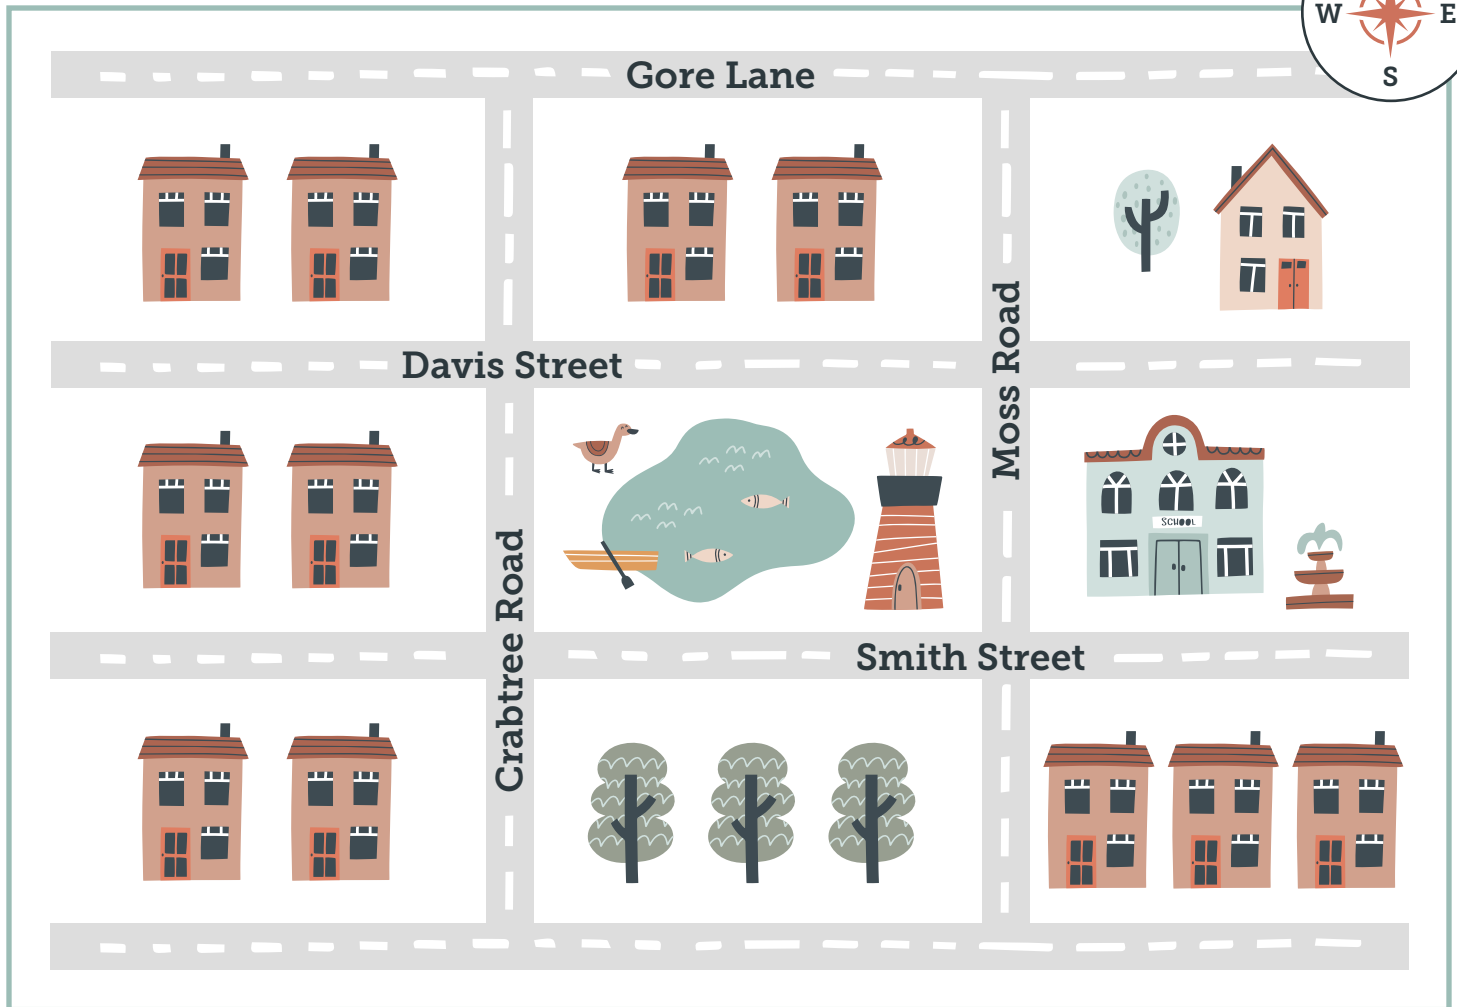 W
E
S
Gore Lane
Moss Road
Davis Street
SCHOOL
Crabtree Road
Smith Street